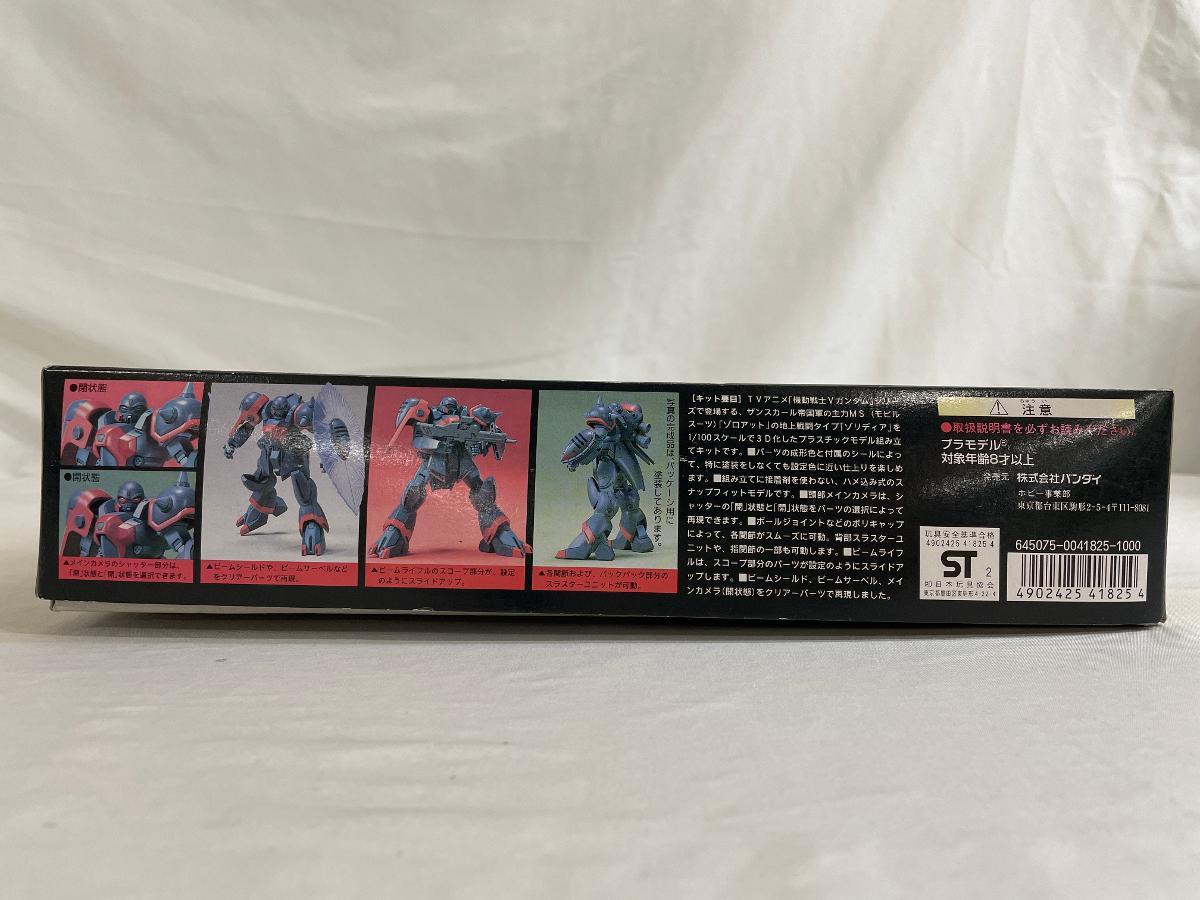 ●閉状態
●開状態
▲メインカメラのシャッター部分は、
「閉」状態と「開」状態を選択できます。
▲ビームシールドや、ビームサーベルなど
をクリアーパーツで再現。
▲ビームライフルのスコープ部分が、設定
のようにスライドアップ。
写真の完成品は、パッケージ用に
塗装してあります。
▲各関節および、バックパック部分の
スラスターユニットが可動。
【キット要目】TVアニメ「機動戦士Vガンダム」シリー
ズで登場する、ザンスカール帝国軍の主力MS（モビル
スーツ）「ゾロアット」の地上戦闘タイプ「ゾリディア」を
1/100スケールで3D化したプラスチックモデル組み立
てキットです。■パーツの成形色と付属のシールによっ
て、特に塗装をしなくても設定色に近い仕上りを楽しめ
ます。■組み立てに接着剤を使わない、ハメ込み式のス
ナップフィットモデルです。■頭部メインカメラは、シ
ャッターの「閉」状態と「開」状態をパーツの選択によって
再現できます。■ボールジョイントなどのポリキャップ
によって、各関節がスムーズに可動。背部スラスターユ
ニットや、指関節の一部も可動します。■ビームライフ
ルは、スコープ部分のパーツが設定のようにスライドア
ップします。■ビームシールド、ビームサーベル、メイ
ンカメラ(開状態)をクリアーパーツで再現しました。
注意
●取扱説明書を必ずお読みください。
プラモデル®
対象年齢8才以上
発売元 株式会社バンダイ
ホビー事業部
東京都台東区駒形2-5-4〒111-8081
玩具安全基準合格
4902425 41825 4
ST 2
㈳日本玩具協会
東京都墨田区東駒形4-22-4
645075-0041825-1000
4902425 41825 4